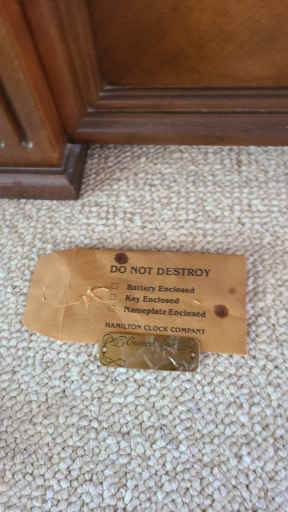 DO NOT DESTROY
Battery Enclosed
Key Enclosed
Nameplate Enclosed
HAMILTON CLOCK COMPANY